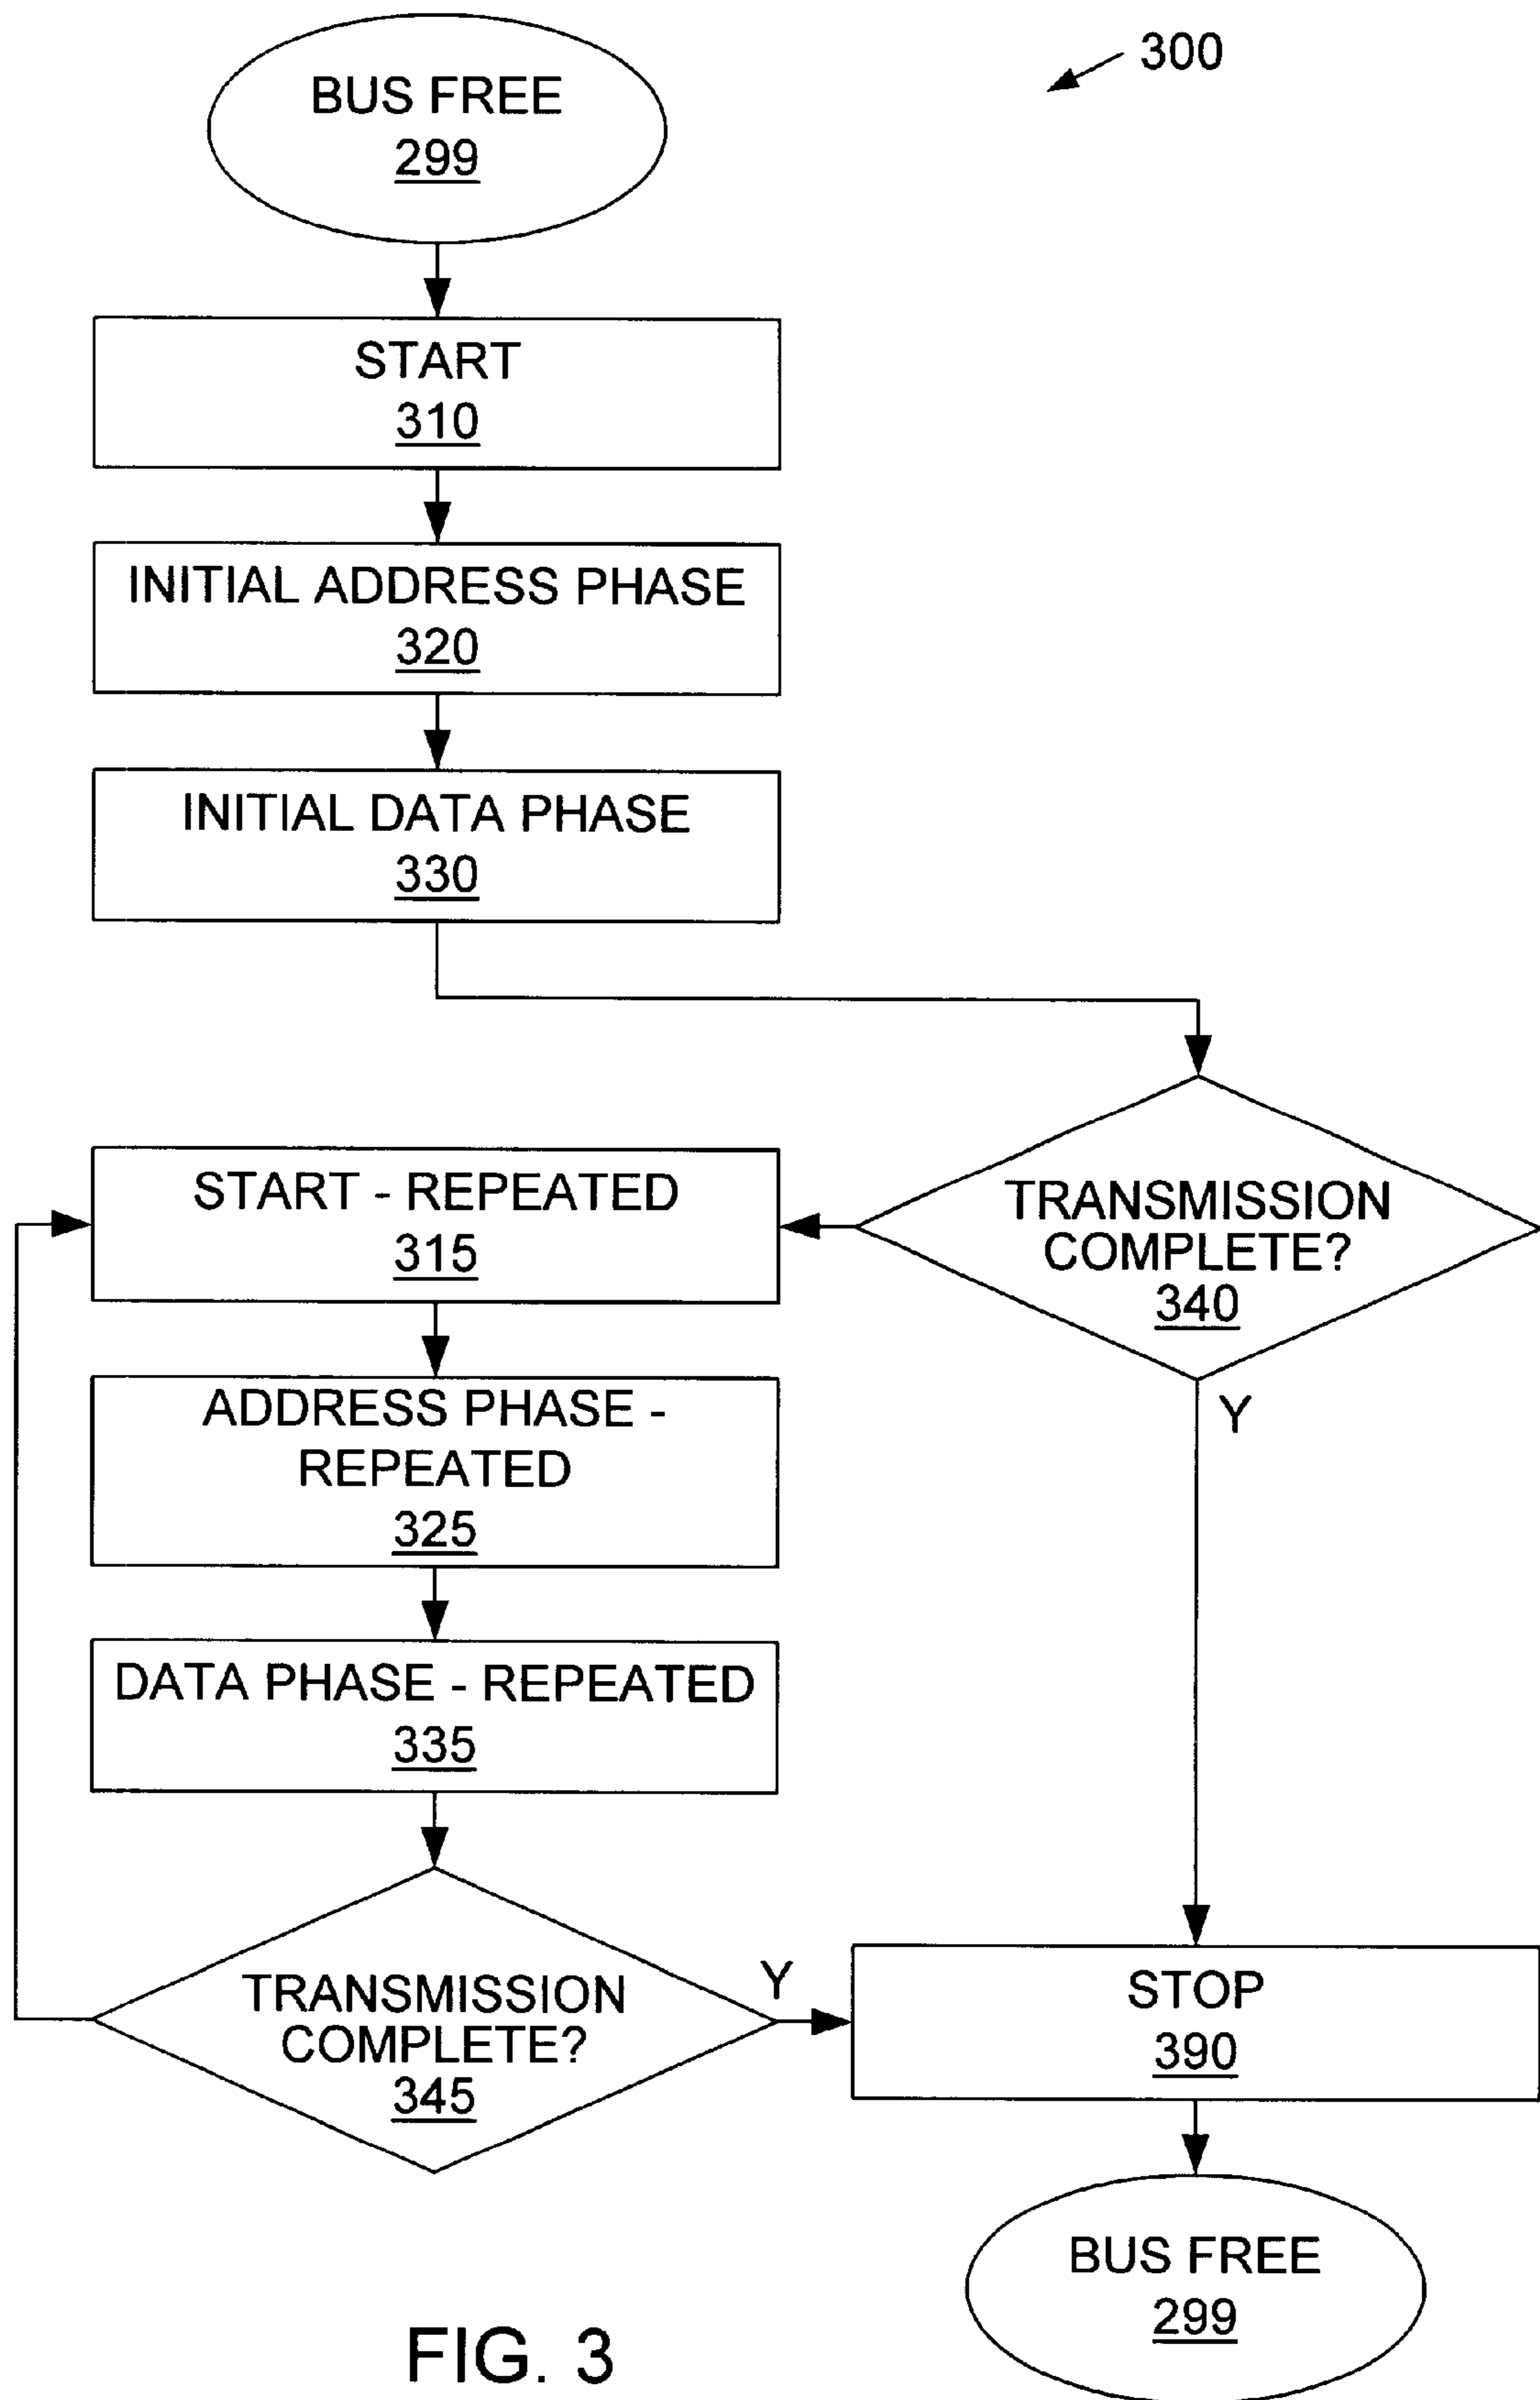 300
BUS FREE
299
START
310
INITIAL ADDRESS PHASE
320
INITIAL DATA PHASE
330
TRANSMISSION
COMPLETE?
340
Y
START - REPEATED
315
ADDRESS PHASE -
REPEATED
325
DATA PHASE - REPEATED
335
TRANSMISSION
COMPLETE?
345
Y
STOP
390
BUS FREE
299
FIG. 3